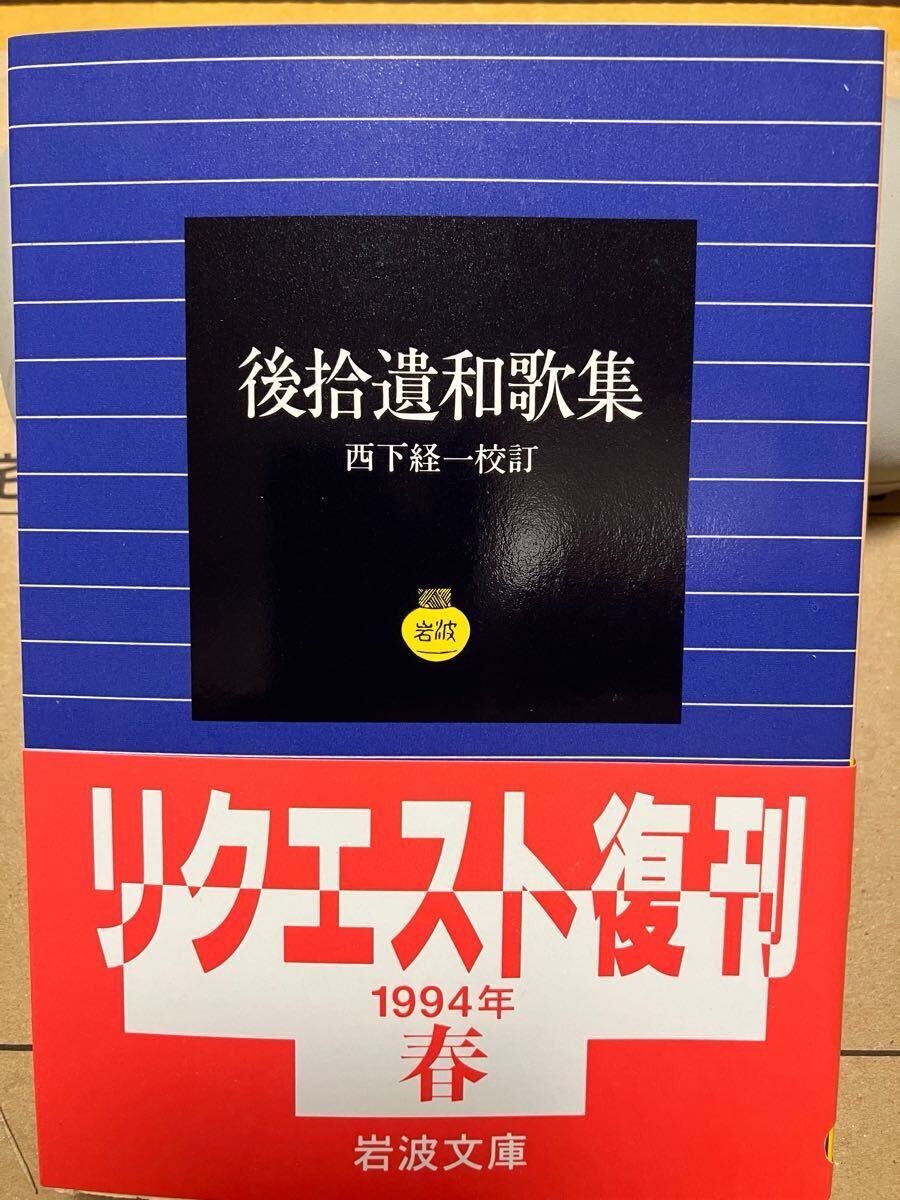 後拾遺和歌集
西下経一校訂
岩波
リクエスト復刊
1994年
春
岩波文庫